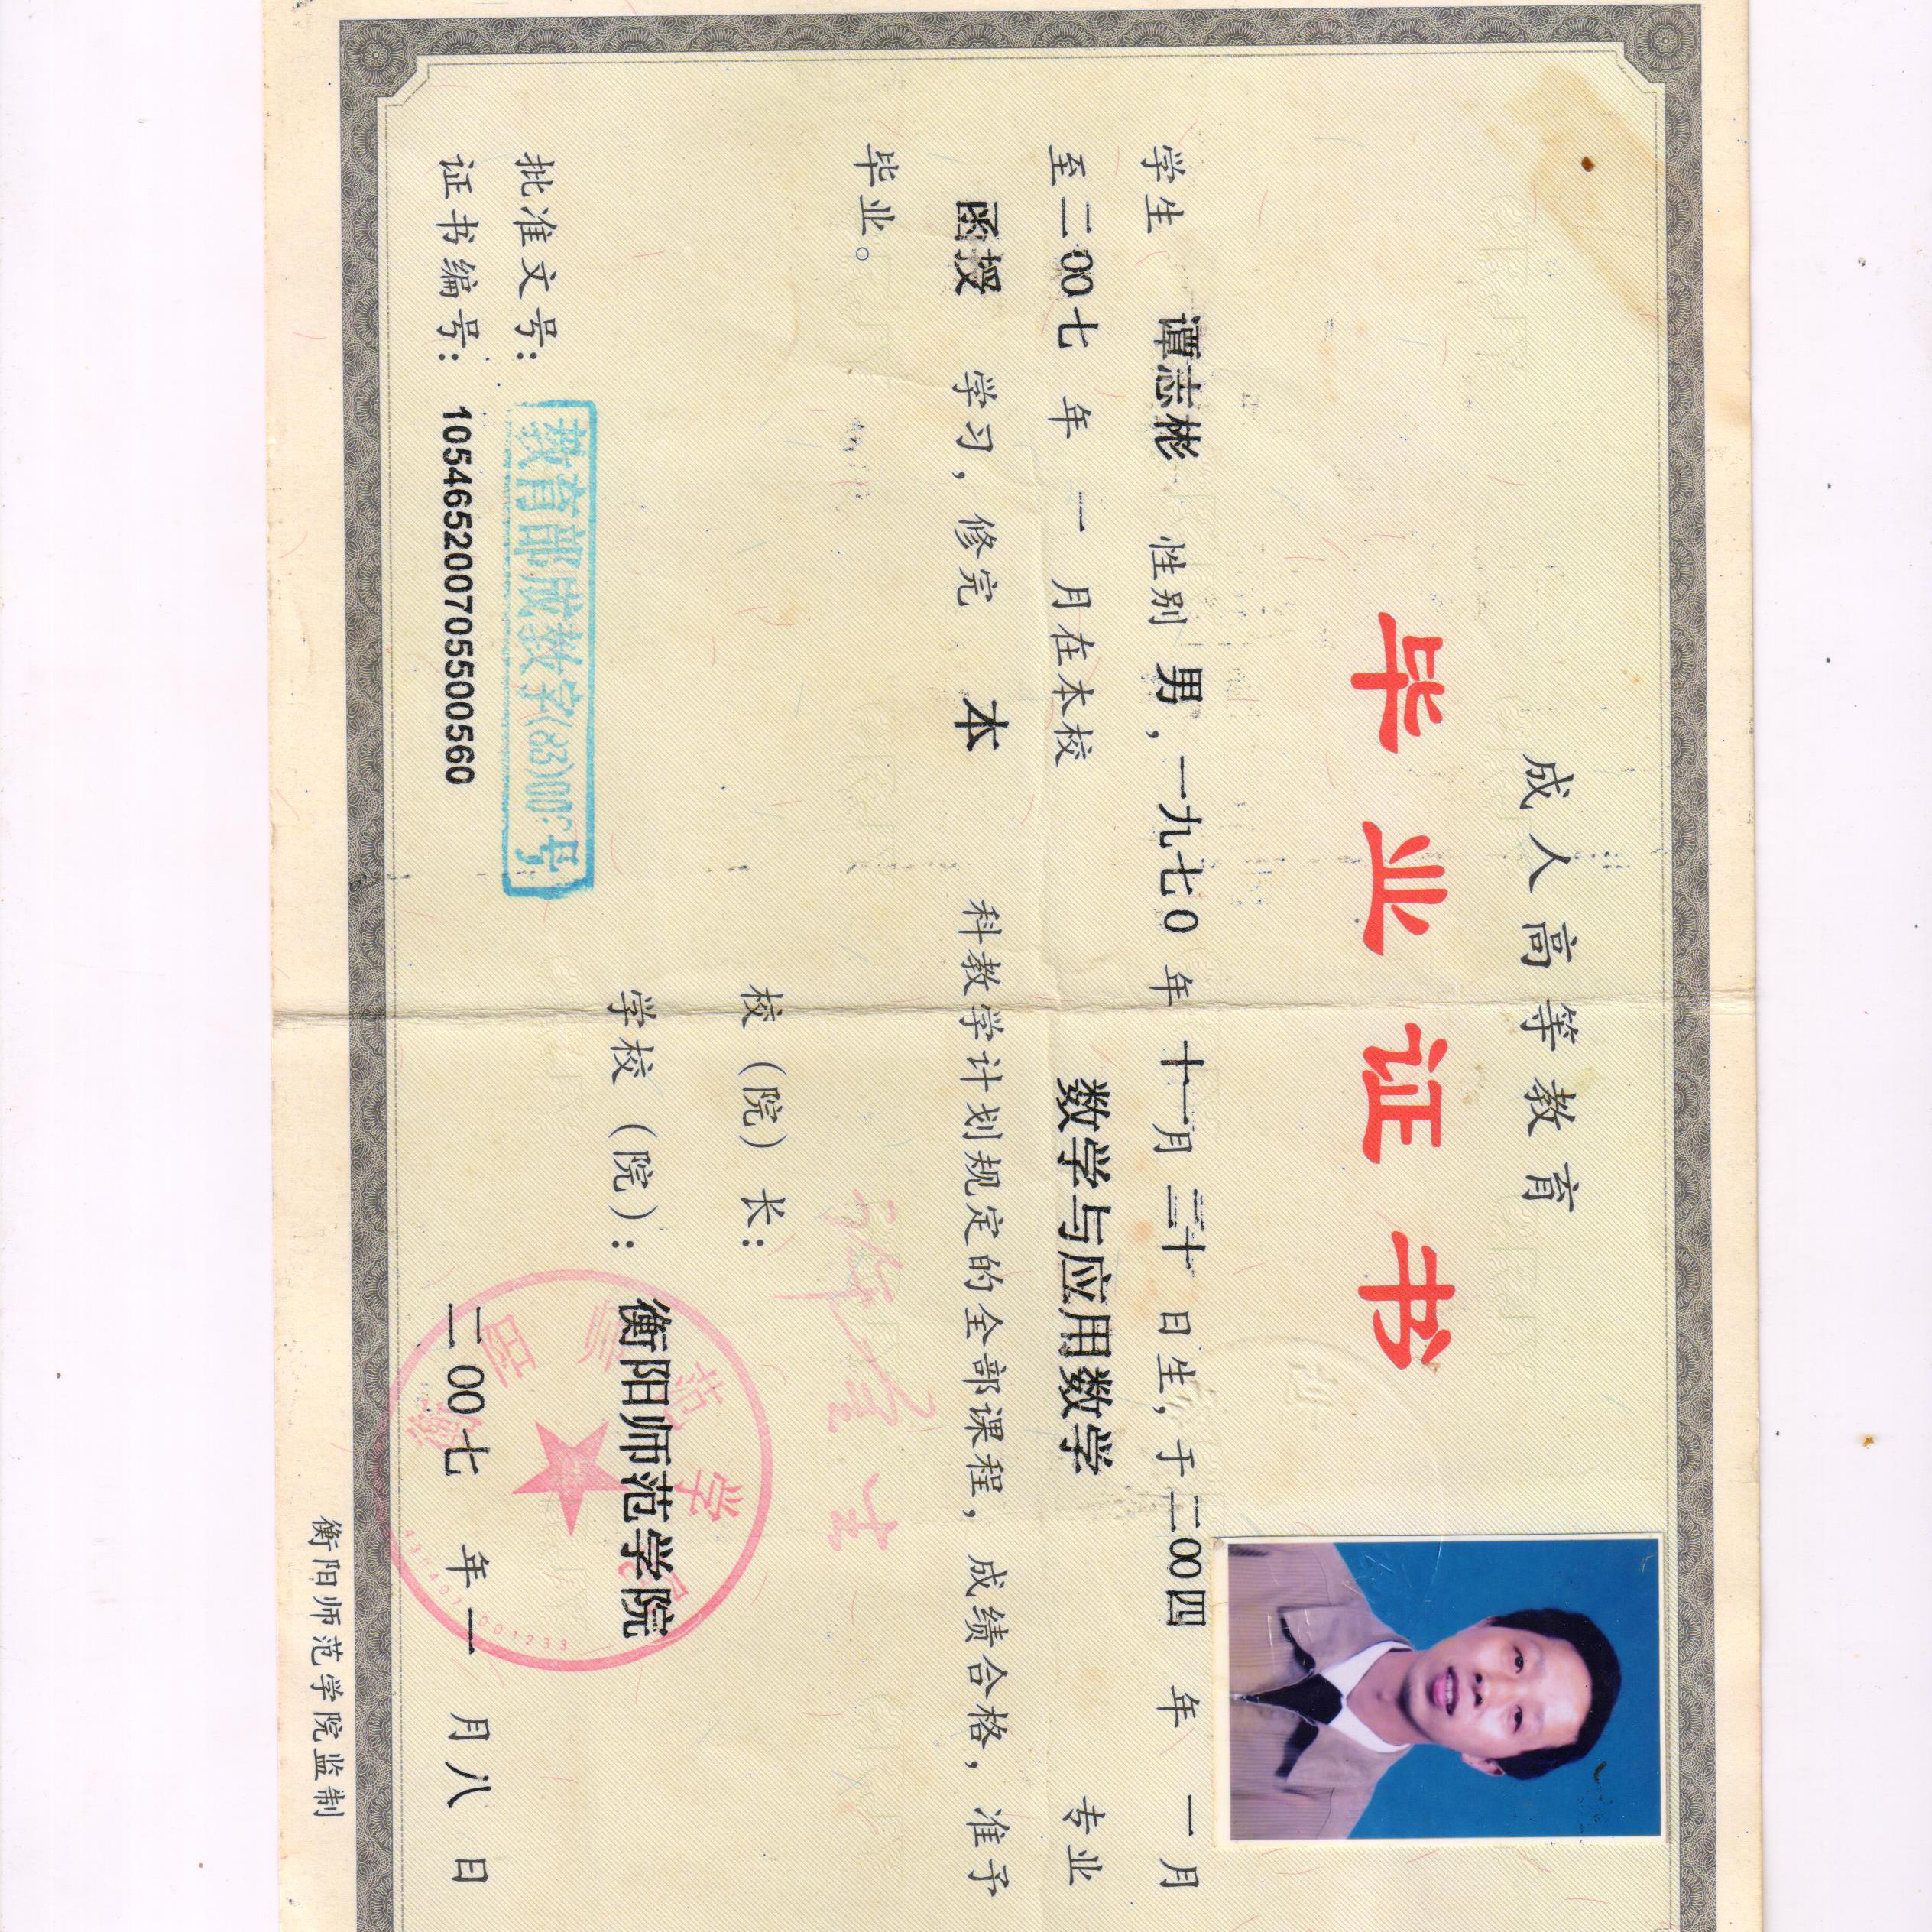 成人高等教育
毕业证书
学生 谭志彬 性别 男，一九七0 年 十一月 二十 日生，于二00四 年 一月
至二00七 年 一 月在本校 数学与应用数学 专业
函授 学习，修完 本 科教学计划规定的全部课程，成绩合格，准予
毕业。
校（院）长：
学校（院）： 衡阳师范学院
批准文号： 教育部成教字(83)00 号
证书编号： 105465200705500560
二00七 年 一 月 八 日
衡阳师范学院
衡阳师范学院监制